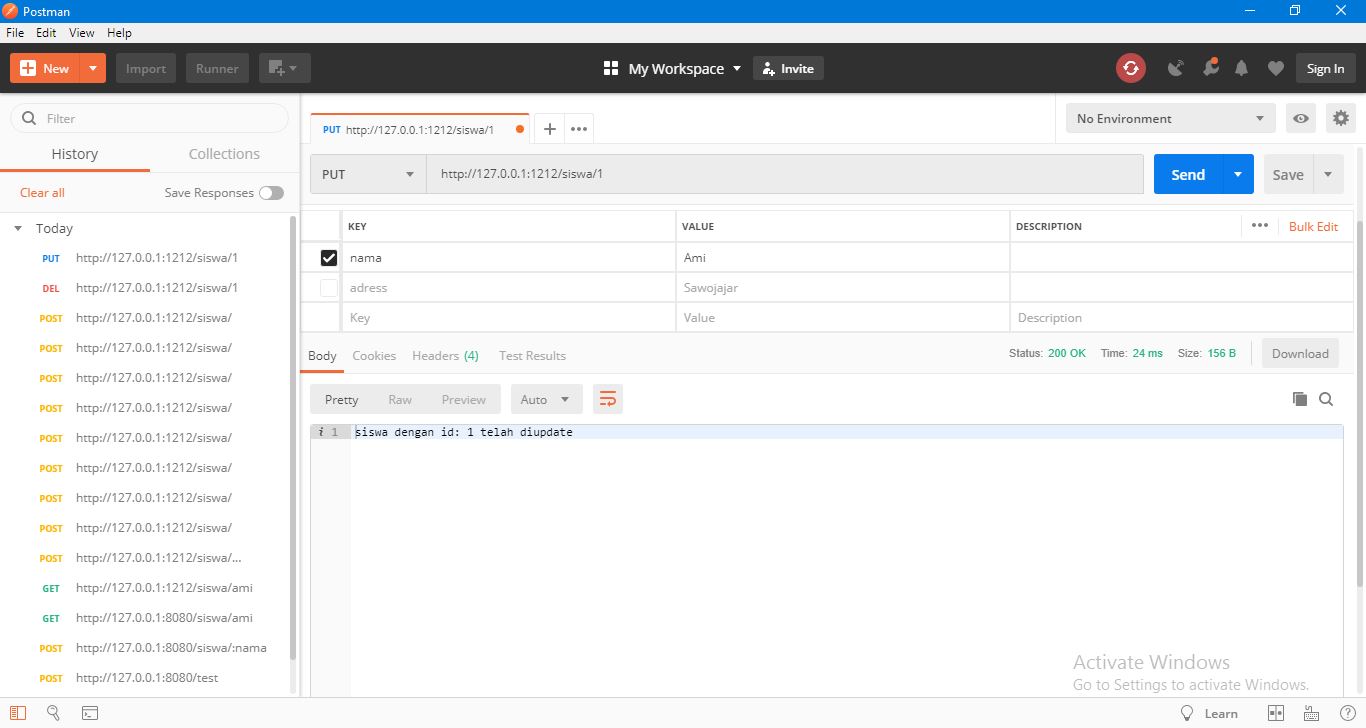 Postman
File Edit View Help
New Import Runner My Workspace Invite Sign In
Filter
History Collections
Clear all Save Responses
Today
PUT http://127.0.0.1:1212/siswa/1
DEL http://127.0.0.1:1212/siswa/1
POST http://127.0.0.1:1212/siswa/
POST http://127.0.0.1:1212/siswa/
POST http://127.0.0.1:1212/siswa/
POST http://127.0.0.1:1212/siswa/
POST http://127.0.0.1:1212/siswa/
POST http://127.0.0.1:1212/siswa/
POST http://127.0.0.1:1212/siswa/
POST http://127.0.0.1:1212/siswa/
POST http://127.0.0.1:1212/siswa/...
GET http://127.0.0.1:1212/siswa/ami
GET http://127.0.0.1:8080/siswa/ami
POST http://127.0.0.1:8080/siswa/:nama
POST http://127.0.0.1:8080/test
PUT http://127.0.0.1:1212/siswa/1
No Environment
PUT http://127.0.0.1:1212/siswa/1 Send Save
KEY VALUE DESCRIPTION Bulk Edit
nama Ami
adress Sawojajar
Key Value Description
Body Cookies Headers (4) Test Results Status: 200 OK Time: 24 ms Size: 156 B Download
Pretty Raw Preview Auto
i 1 siswa dengan id: 1 telah diupdate
Activate Windows
Go to Settings to activate Windows.
Learn